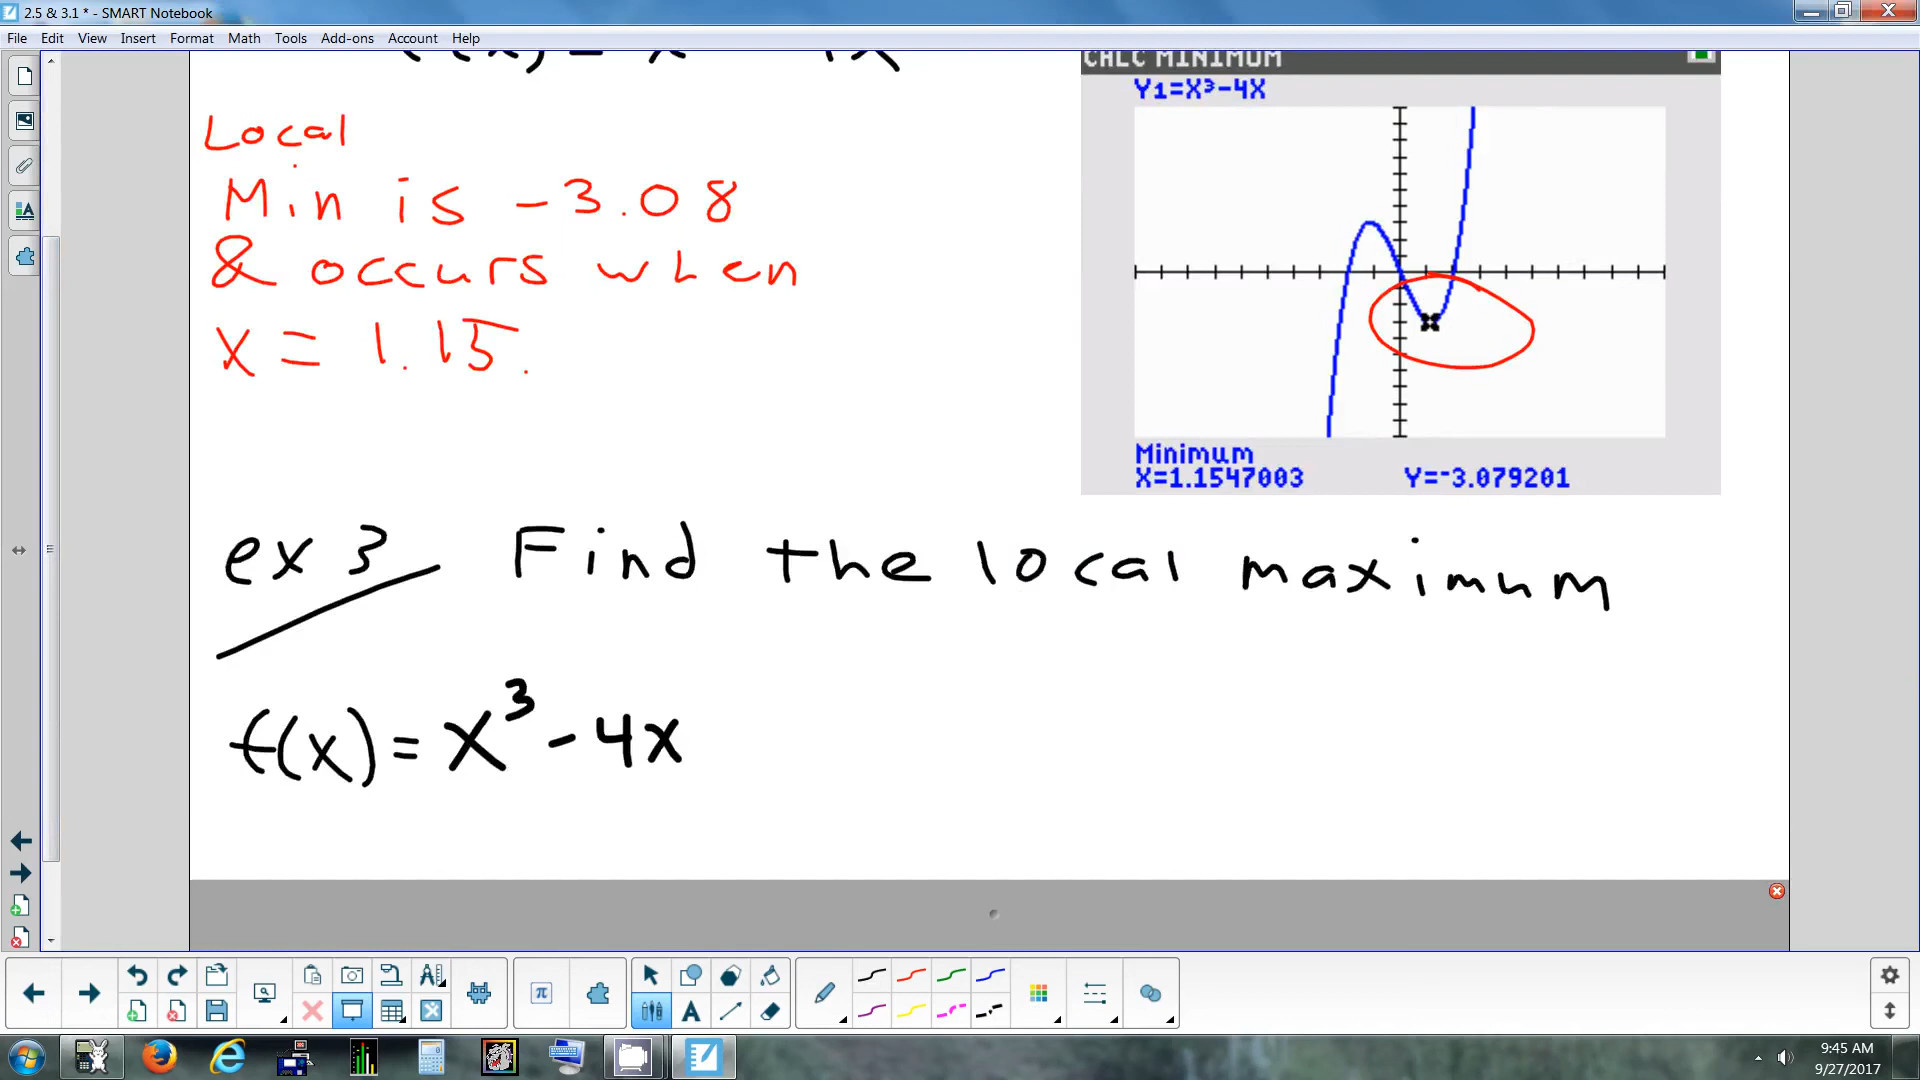 2.5 & 3.1 * - SMART Notebook
File Edit View Insert Format Math Tools Add-ons Account Help
f(x) = x - 4x
Local
Min is -3.08
& occurs when
x = 1.15.
CALC MINIMUM
Y1=X³-4X
Minimum
X=1.1547003 Y=-3.079201
ex 3 Find the local maximum
f(x) = x³ - 4x
π
A
9:45 AM
9/27/2017